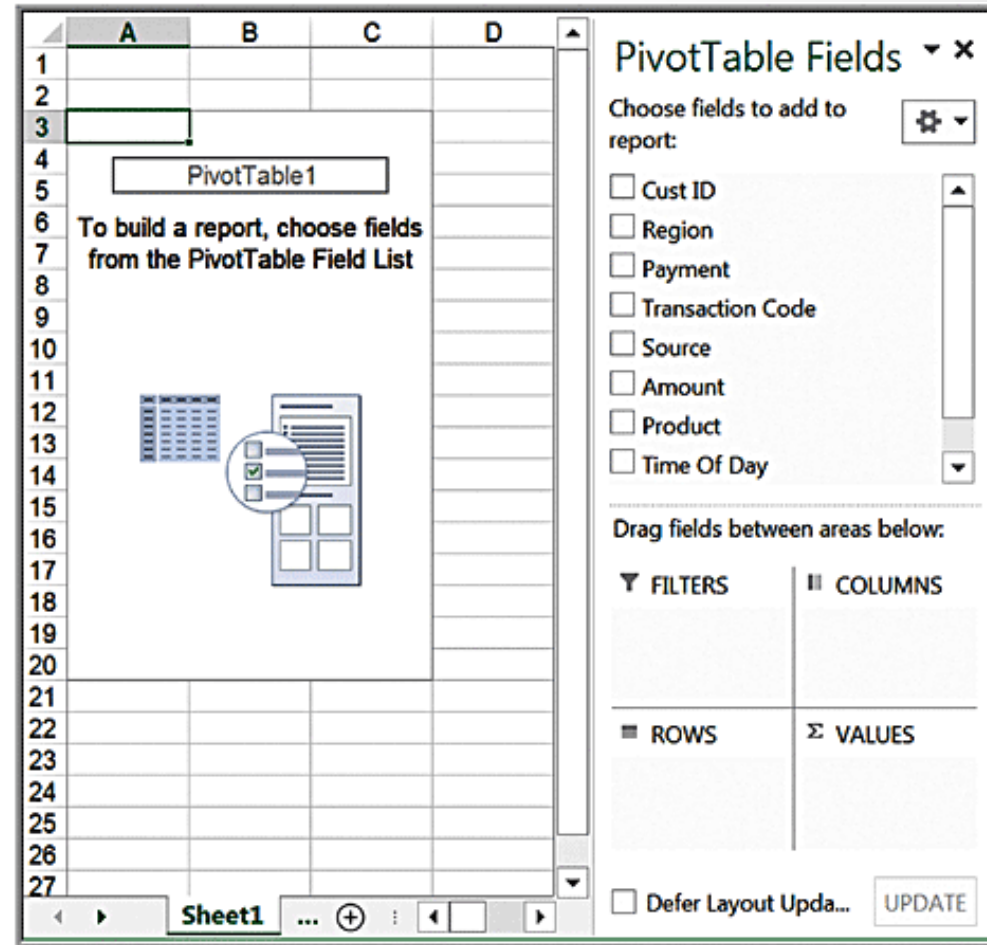 A B C D
1
2
3
4
5
6
7
8
9
10
11
12
13
14
15
16
17
18
19
20
21
22
23
24
25
26
27
PivotTable1
To build a report, choose fields
from the PivotTable Field List
Sheet1 ...
PivotTable Fields
Choose fields to add to
report:
Cust ID
Region
Payment
Transaction Code
Source
Amount
Product
Time Of Day
Drag fields between areas below:
FILTERS
COLUMNS
ROWS
Σ VALUES
Defer Layout Upda...
UPDATE